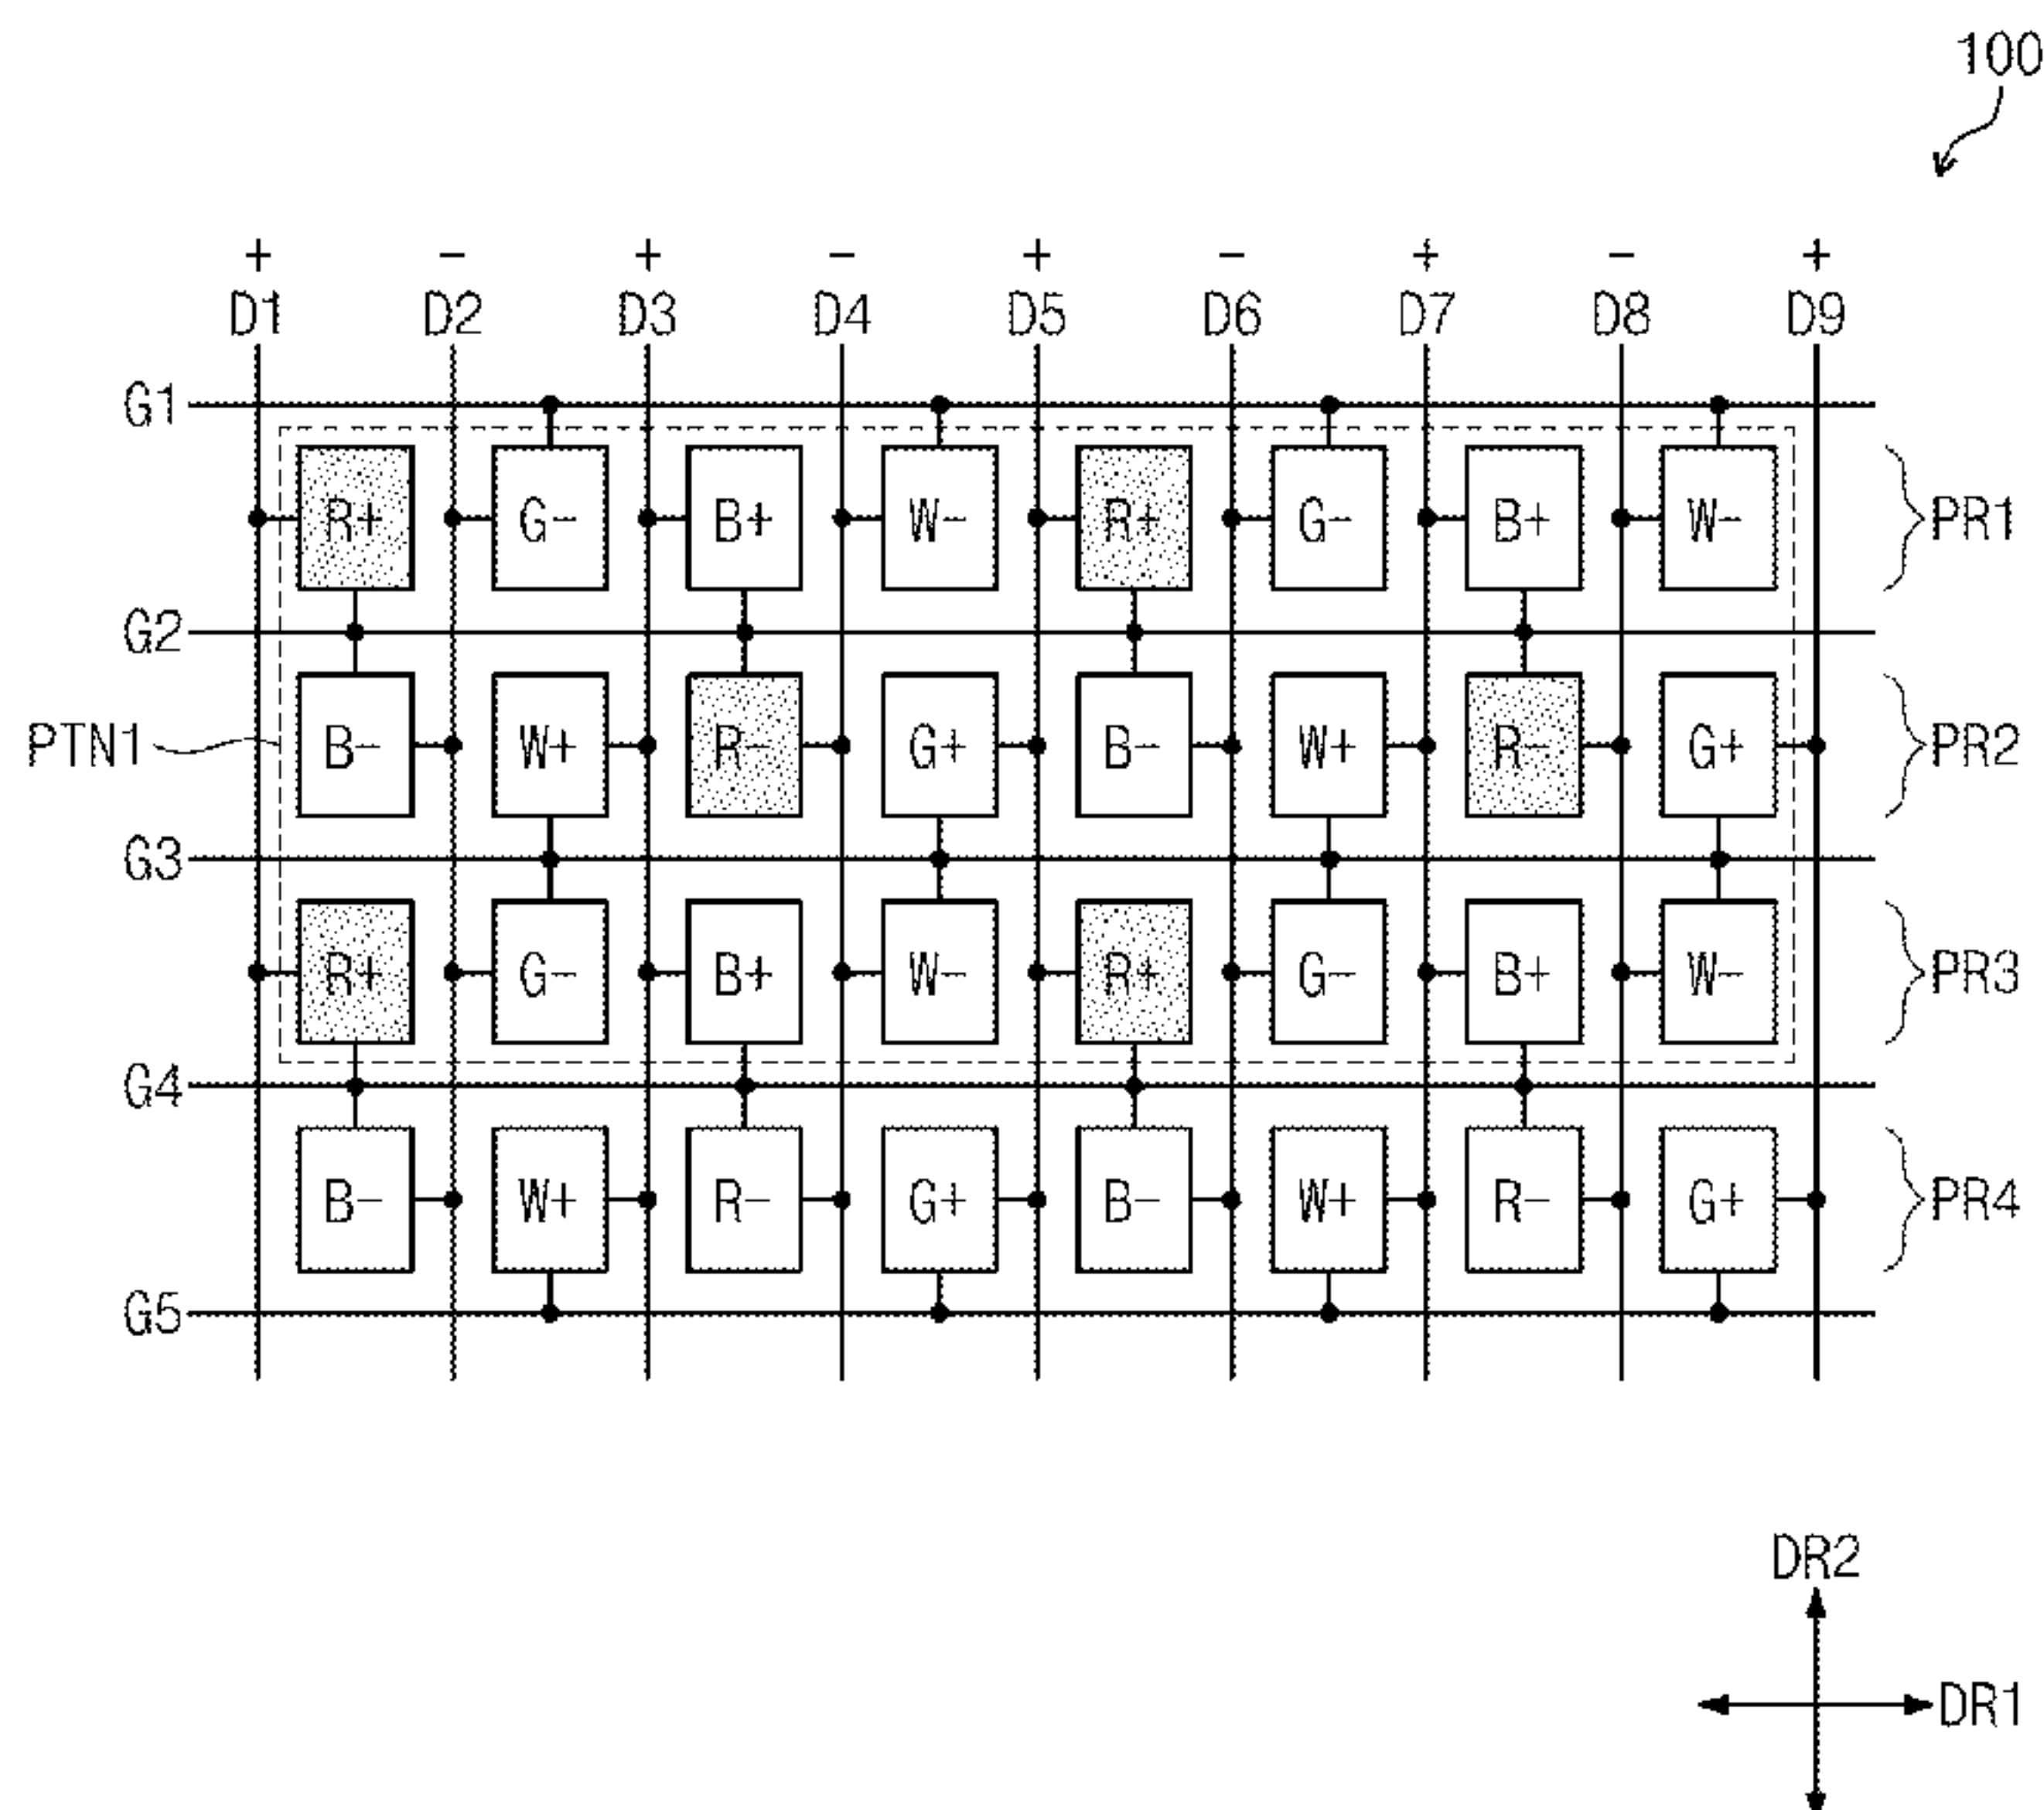 100
+ - + - + - + - +
D1 D2 D3 D4 D5 D6 D7 D8 D9
G1
R+ G- B+ W- R+ G- B+ W- PR1
G2
PTN1 B- W+ R- G+ B- W+ R- G+ PR2
G3
R+ G- B+ W- R+ G- B+ W- PR3
G4
B- W+ R- G+ B- W+ R- G+ PR4
G5
DR2
DR1